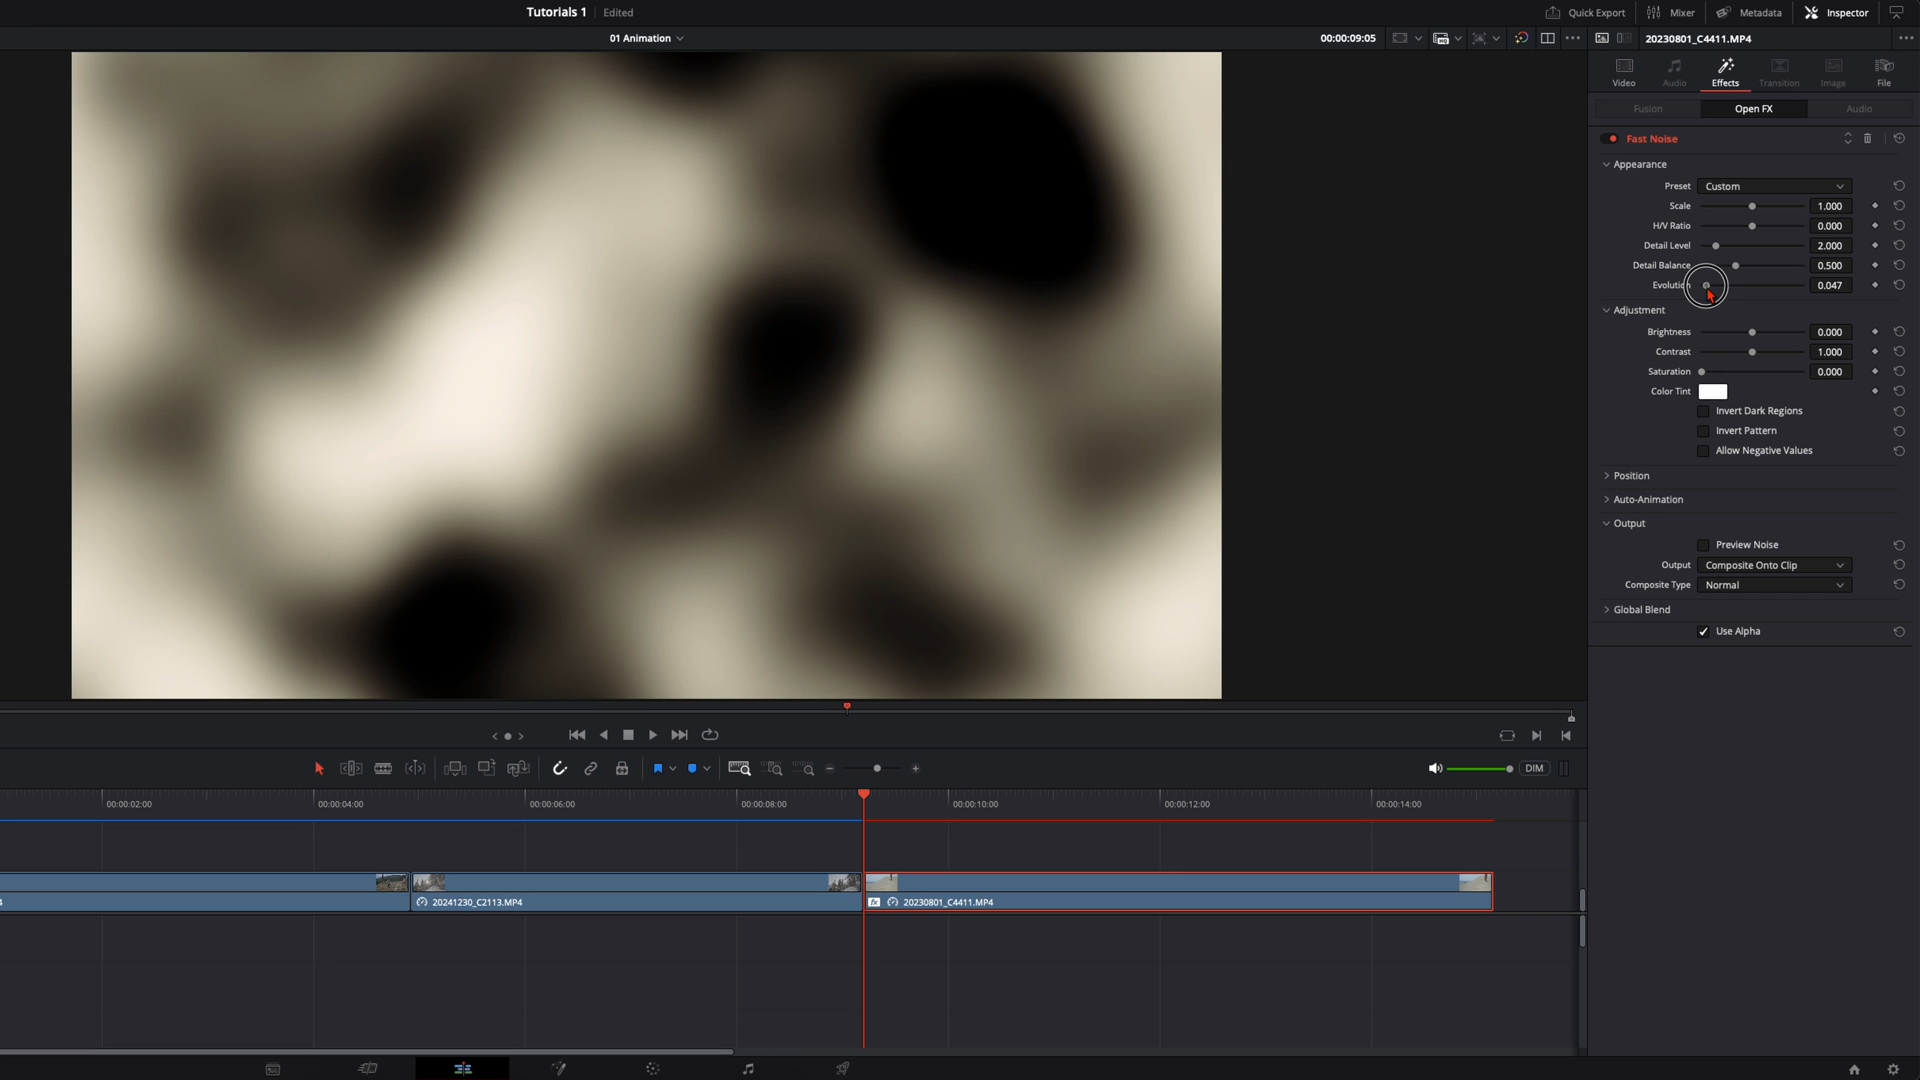 Tutorials 1 Edited
Quick Export Mixer Metadata Inspector
01 Animation 00:00:09:05 20230801_C4411.MP4
Video Audio Effects Transition Image File
Fusion Open FX Audio
Fast Noise
Appearance
Preset Custom
Scale 1.000
H/V Ratio 0.000
Detail Level 2.000
Detail Balance 0.500
Evolution 0.047
Adjustment
Brightness 0.000
Contrast 1.000
Saturation 0.000
Color Tint
Invert Dark Regions
Invert Pattern
Allow Negative Values
Position
Auto-Animation
Output
Preview Noise
Output Composite Onto Clip
Composite Type Normal
Global Blend
Use Alpha
DIM
00:00:02:00 00:00:04:00 00:00:06:00 00:00:08:00 00:00:10:00 00:00:12:00 00:00:14:00
4 20241230_C2113.MP4 fx 20230801_C4411.MP4